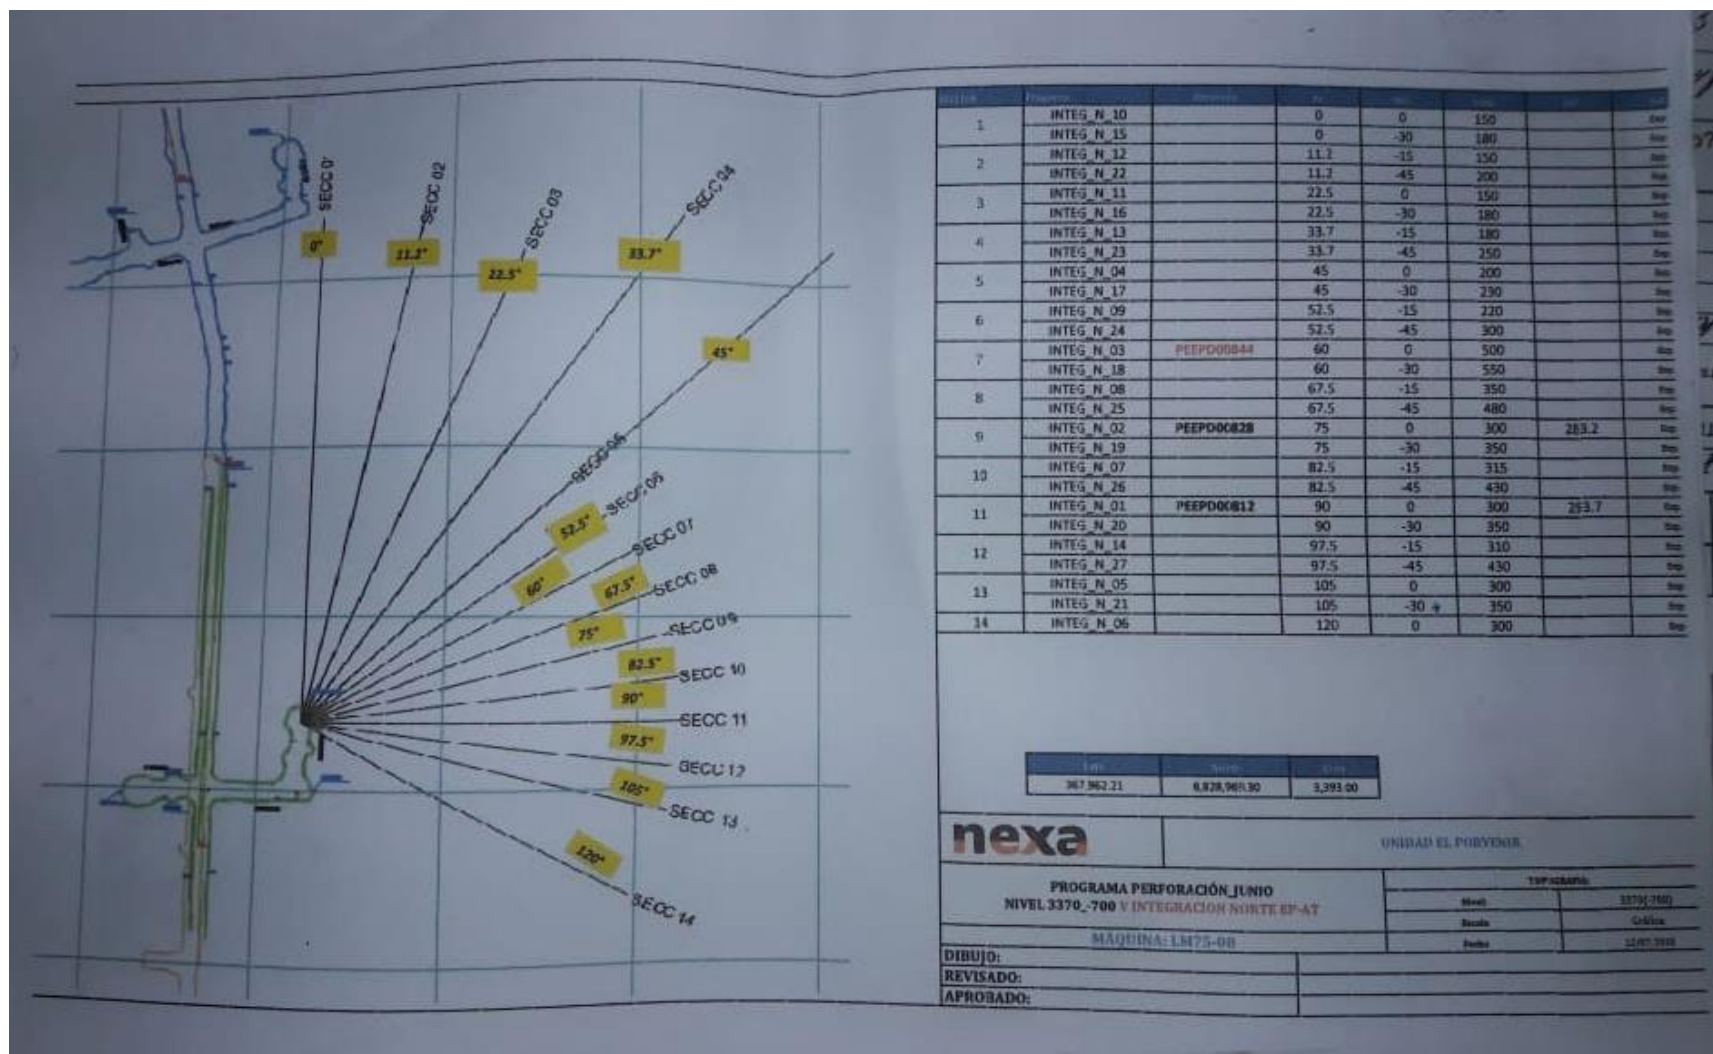 SECC 01
SECC 02
SECC 03
SECC 04
0°
11.2°
22.5°
33.7°
45°
SECC 05
SECC 06
52.5°
SECC 07
60°
67.5°
SECC 08
75°
SECC 09
82.5°
SECC 10
90°
SECC 11
97.5°
SECC 12
105°
SECC 13
120°
SECC 14
1
INTEG_N_10 0 0 150
INTEG_N_15 0 -30 180
2
INTEG_N_12 11.2 -15 150
INTEG_N_22 11.2 -45 200
3
INTEG_N_11 22.5 0 150
INTEG_N_16 22.5 -30 180
4
INTEG_N_13 33.7 -15 180
INTEG_N_23 33.7 -45 250
5
INTEG_N_04 45 0 200
INTEG_N_17 45 -30 230
6
INTEG_N_09 52.5 -15 220
INTEG_N_24 52.5 -45 300
7
INTEG_N_03 PEEPD00844 60 0 500
INTEG_N_18 60 -30 550
8
INTEG_N_08 67.5 -15 350
INTEG_N_25 67.5 -45 480
9
INTEG_N_02 PEEPD00828 75 0 300 283.2
INTEG_N_19 75 -30 350
10
INTEG_N_07 82.5 -15 315
INTEG_N_26 82.5 -45 430
11
INTEG_N_01 PEEPD00812 90 0 300 293.7
INTEG_N_20 90 -30 350
12
INTEG_N_14 97.5 -15 310
INTEG_N_27 97.5 -45 430
13
INTEG_N_05 105 0 300
INTEG_N_21 105 -30 350
14 INTEG_N_06 120 0 300
367,962.21 3,393.00
nexa
UNIDAD EL PORVENIR
PROGRAMA PERFORACIÓN_JUNIO
NIVEL 3370_-700 V INTEGRACION NORTE EP-AT
MAQUINA: LM75-08
TOPOGRAFIA:
Nivel 3370(-700)
Escala Gráfica
Fecha
DIBUJO:
REVISADO:
APROBADO: